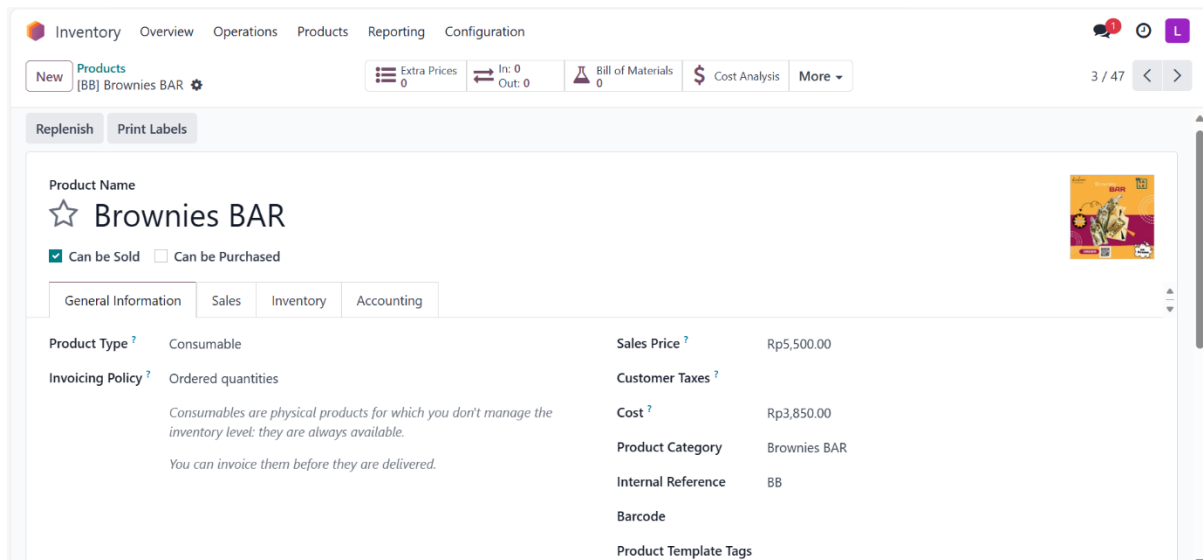 Inventory Overview Operations Products Reporting Configuration 1 L
New Products
[BB] Brownies BAR
Extra Prices
0
In: 0
Out: 0
Bill of Materials
0
Cost Analysis
More
3 / 47
Replenish Print Labels
Product Name
Brownies BAR
Can be Sold Can be Purchased
BAR
General Information Sales Inventory Accounting
Product Type ? Consumable
Invoicing Policy ? Ordered quantities
Consumables are physical products for which you don't manage the
inventory level: they are always available.
You can invoice them before they are delivered.
Sales Price ? Rp5,500.00
Customer Taxes ?
Cost ? Rp3,850.00
Product Category Brownies BAR
Internal Reference BB
Barcode
Product Template Tags